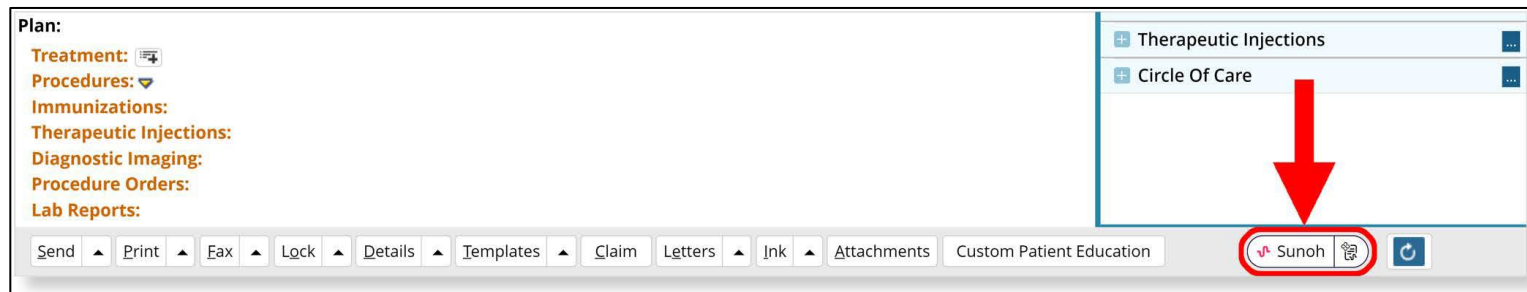 Plan:
Treatment:
Procedures:
Immunizations:
Therapeutic Injections:
Diagnostic Imaging:
Procedure Orders:
Lab Reports:
Therapeutic Injections
...
Circle Of Care
...
Send Print Fax Lock Details Templates Claim Letters Ink Attachments Custom Patient Education Sunoh